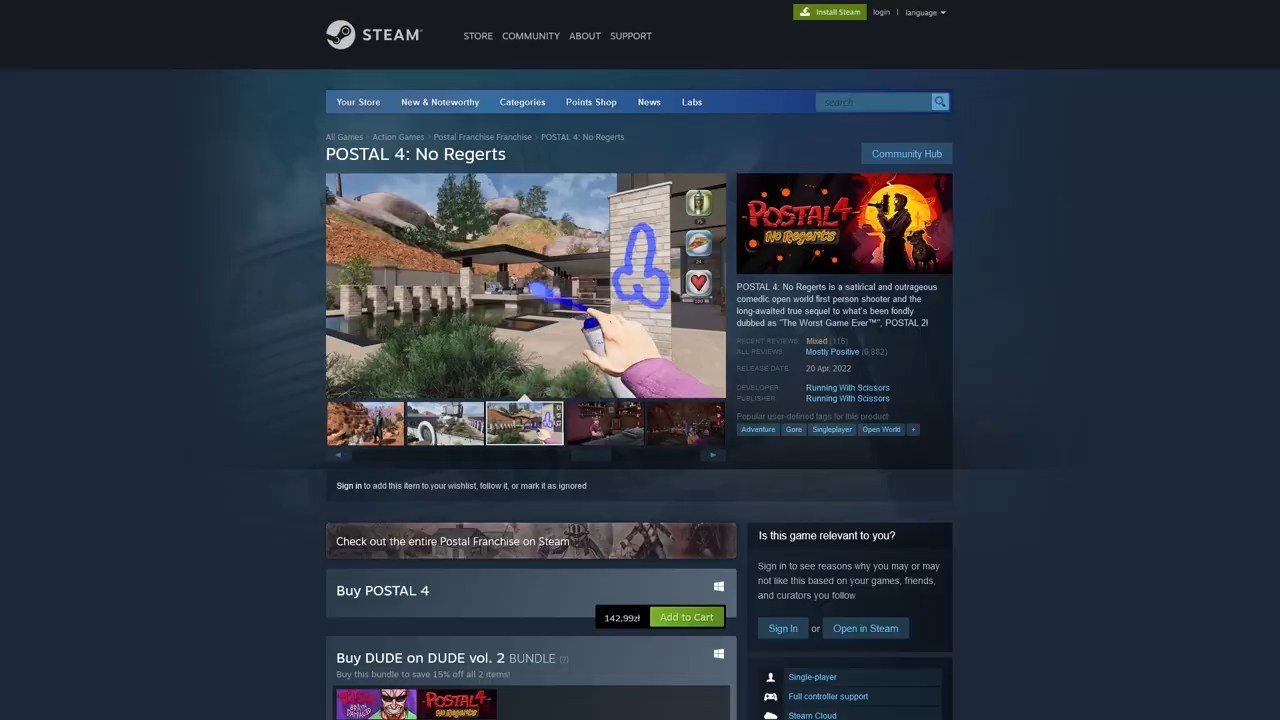 Install Steam
login | language
STEAM
STORE COMMUNITY ABOUT SUPPORT
Your Store New & Noteworthy Categories Points Shop News Labs search
All Games > Action Games > Postal Franchise Franchise > POSTAL 4: No Regerts
POSTAL 4: No Regerts
Community Hub
POSTAL 4
No Regerts
POSTAL 4: No Regerts is a satirical and outrageous
comedic open world first person shooter and the
long-awaited true sequel to what's been fondly
dubbed as "The Worst Game Ever™", POSTAL 2!
RECENT REVIEWS: Mixed (116)
ALL REVIEWS: Mostly Positive (6,882)
RELEASE DATE: 20 Apr, 2022
DEVELOPER: Running With Scissors
PUBLISHER: Running With Scissors
Popular user-defined tags for this product
Adventure Gore Singleplayer Open World +
Sign in to add this item to your wishlist, follow it, or mark it as ignored
Check out the entire Postal Franchise on Steam
Buy POSTAL 4
142,99zł Add to Cart
Buy DUDE on DUDE vol. 2 BUNDLE (?)
Buy this bundle to save 15% off all 2 items!
POSTAL 4
No Regerts
Is this game relevant to you?
Sign in to see reasons why you may or may
not like this based on your games, friends,
and curators you follow
Sign In or Open in Steam
Single-player
Full controller support
Steam Cloud